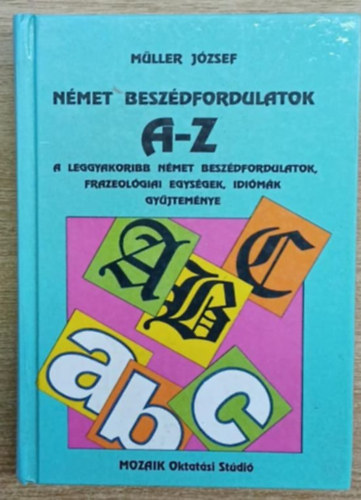 MÜLLER JÓZSEF
NÉMET BESZÉDFORDULATOK
A-Z
A LEGGYAKORIBB NÉMET BESZÉDFORDULATOK,
FRAZEOLÓGIAI EGYSÉGEK, IDIÓMÁK
GYŰJTEMÉNYE
A B C
a b c
MOZAIK Oktatási Stúdió